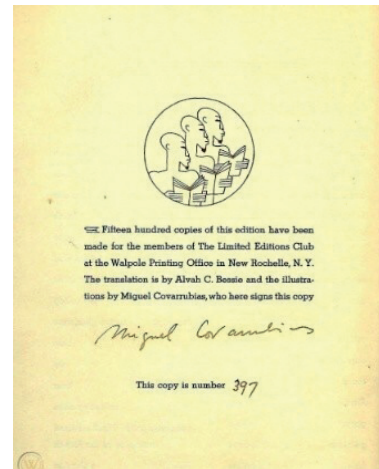 Fifteen hundred copies of this edition have been
made for the members of The Limited Editions Club
at the Walpole Printing Office in New Rochelle, N. Y.
The translation is by Alvah C. Bessie and the illustra-
tions by Miguel Covarrubias, who here signs this copy
Miguel Covarrubias
This copy is number 397